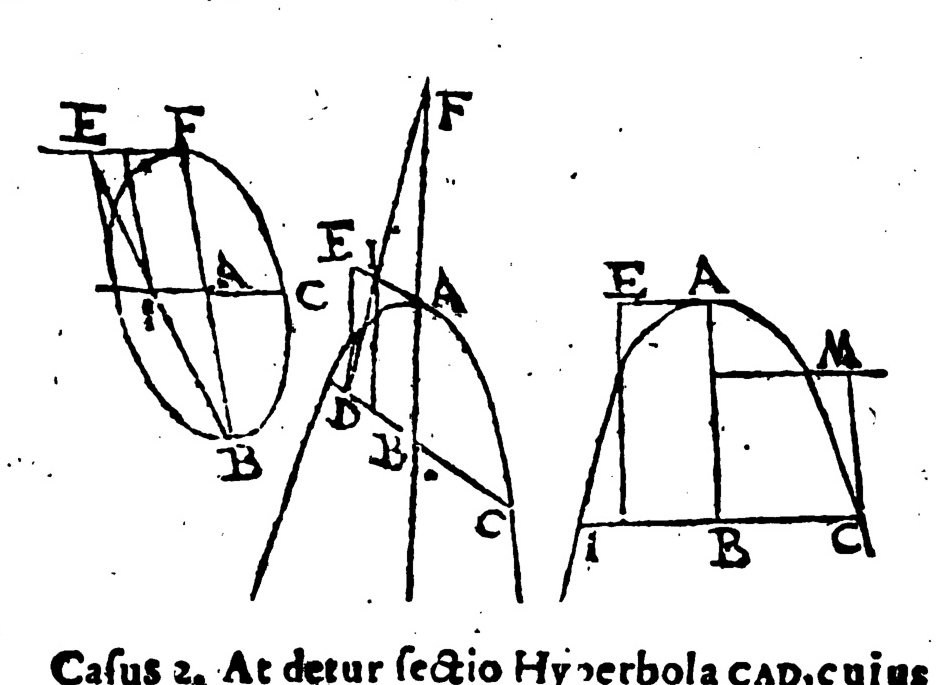 E F
A
C
i
B
F
E I
A
D
B
C
E A
M
i B C
Casus 2. At detur sectio Hyperbola CAD, cuius